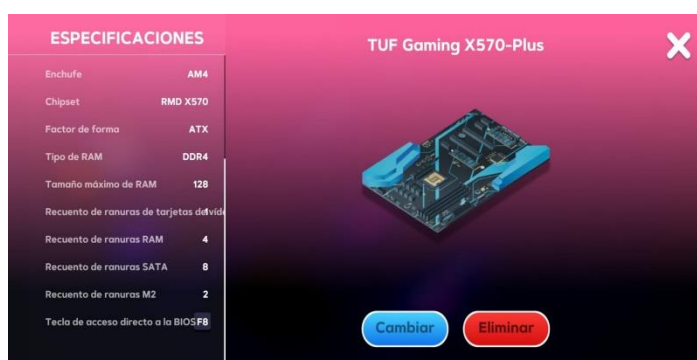 ESPECIFICACIONES
TUF Gaming X570-Plus
Enchufe AM4
Chipset RMD X570
Factor de forma ATX
Tipo de RAM DDR4
Tamaño máximo de RAM 128
Recuento de ranuras de tarjetas de víde
Recuento de ranuras RAM 4
Recuento de ranuras SATA 8
Recuento de ranuras M2 2
Tecla de acceso directo a la BIOS F8
Cambiar
Eliminar